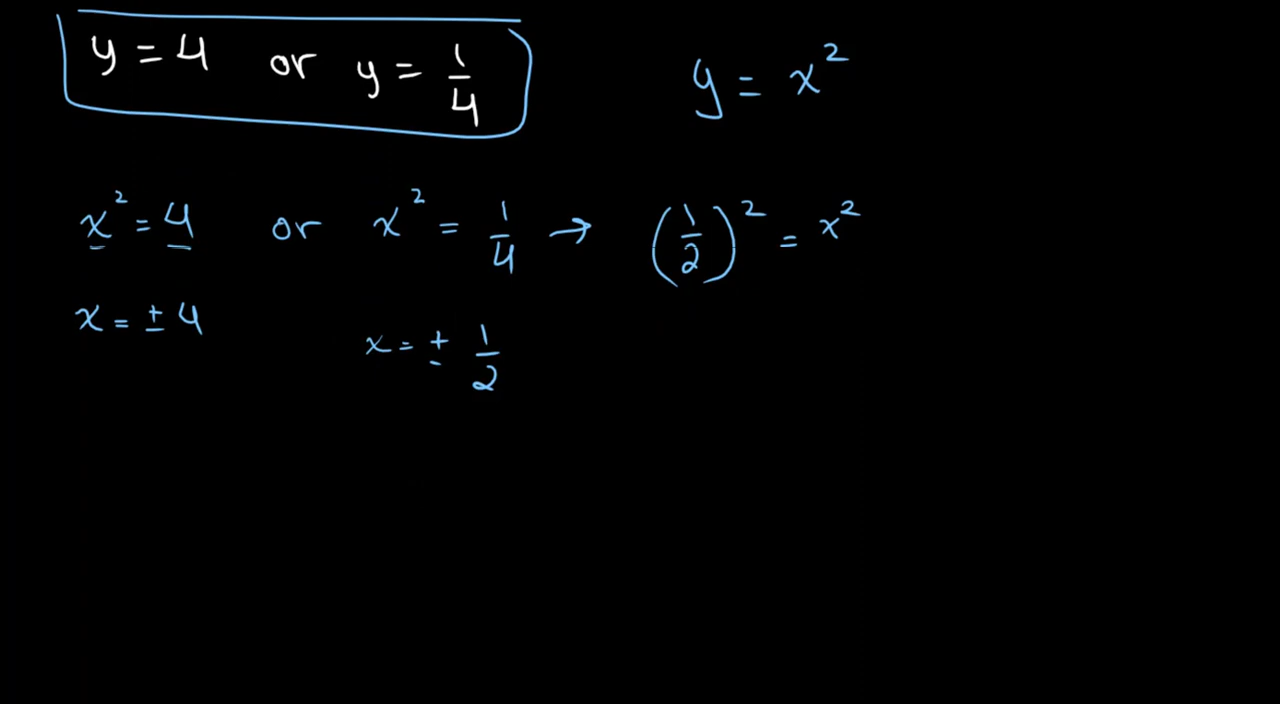 y = 4 or y = 1/4 y = x²
x² = 4 or x² = 1/4 → (1/2)² = x²
x = ± 4 x = ± 1/2